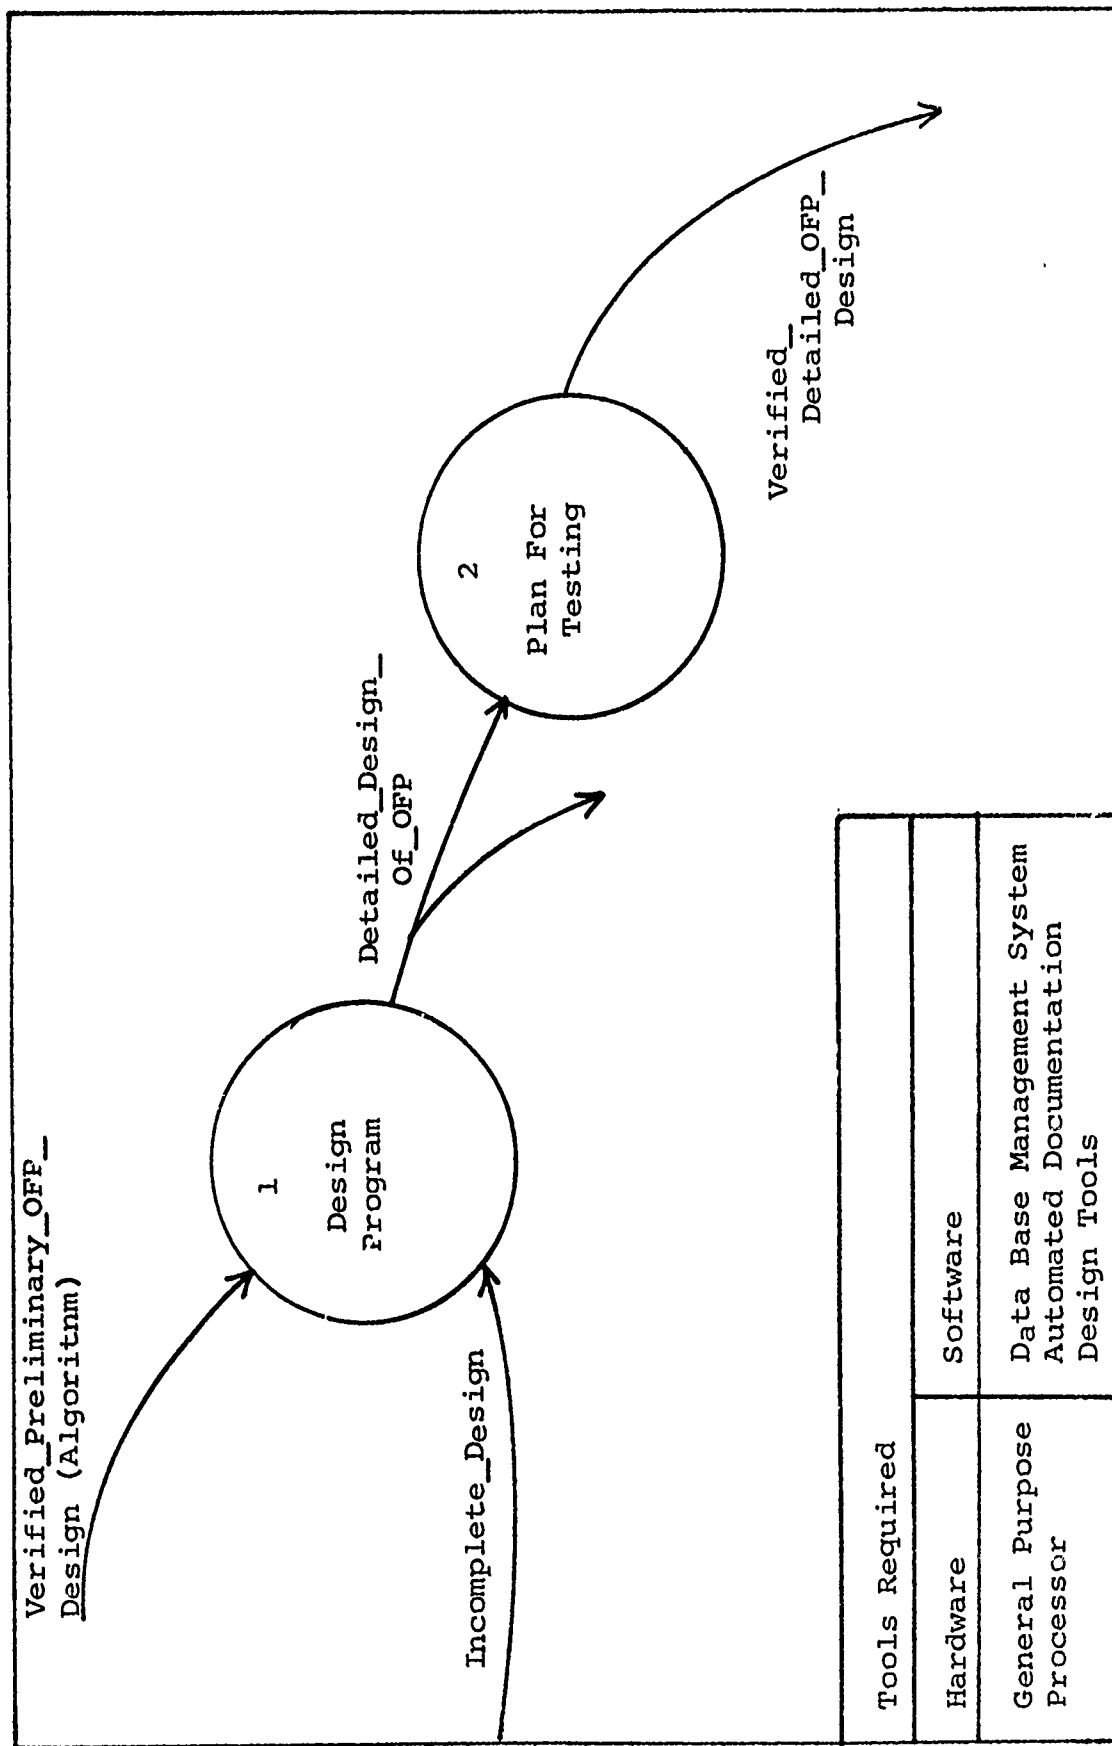 Verified_Preliminary_OFP_
Design (Algoritnm)
1
Design
Program
Incomplete_Design
Detailed_Design_
Of_OFP
2
Plan For
Testing
Verified_
Detailed_OFP_
Design
Tools Required
Hardware
Software
General Purpose
Processor
Data Base Management System
Automated Documentation
Design Tools